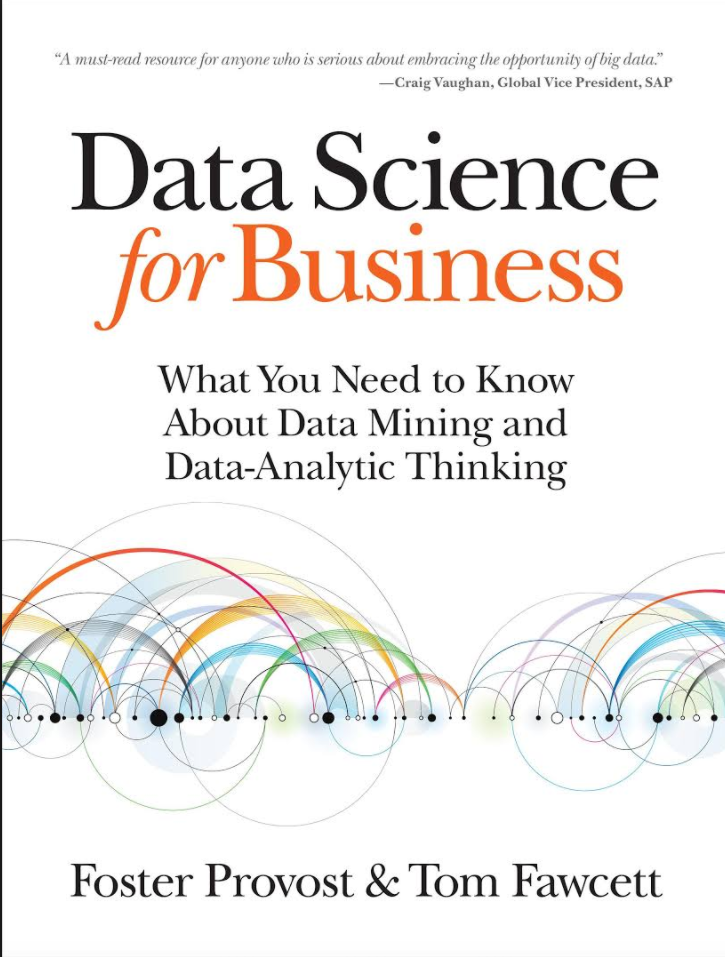 “A must-read resource for anyone who is serious about embracing the opportunity of big data.”
—Craig Vaughan, Global Vice President, SAP
Data Science
for Business
What You Need to Know
About Data Mining and
Data-Analytic Thinking
Foster Provost & Tom Fawcett